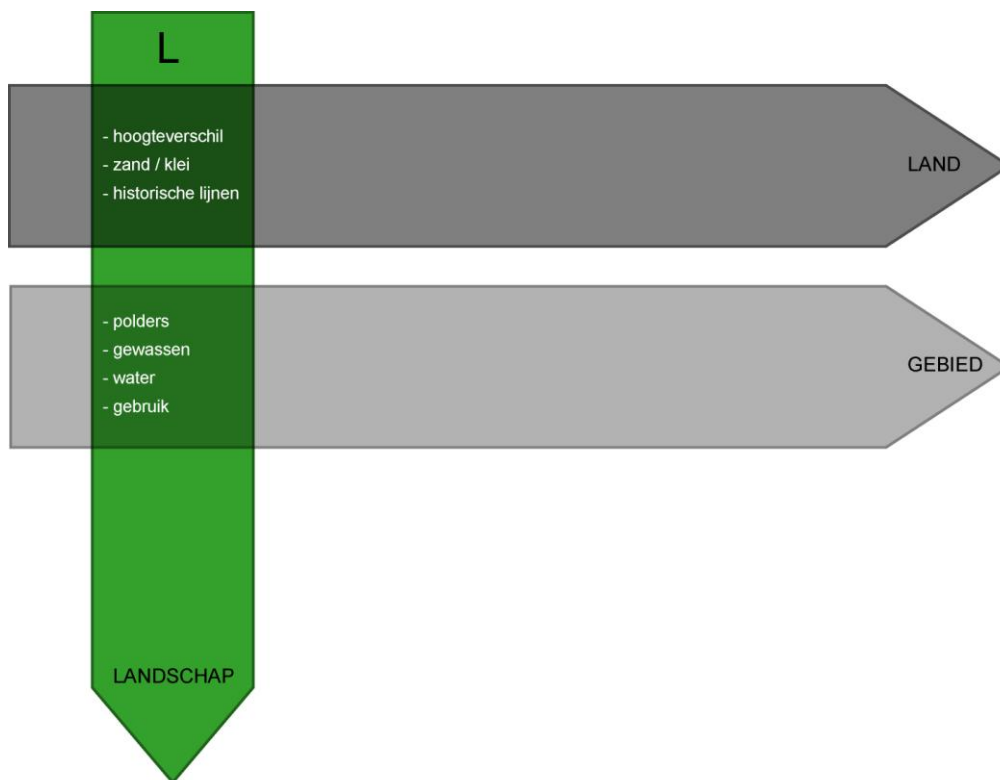 L
- hoogteverschil
- zand / klei
- historische lijnen
LAND
- polders
- gewassen
- water
- gebruik
GEBIED
LANDSCHAP